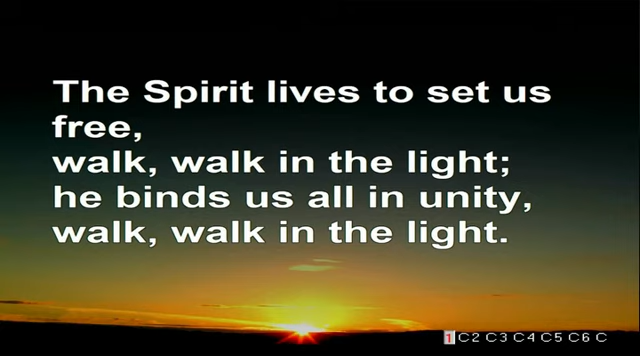 The Spirit lives to set us
free,
walk, walk in the light;
he binds us all in unity,
walk, walk in the light.
1 C2 C3 C4 C5 C6 C